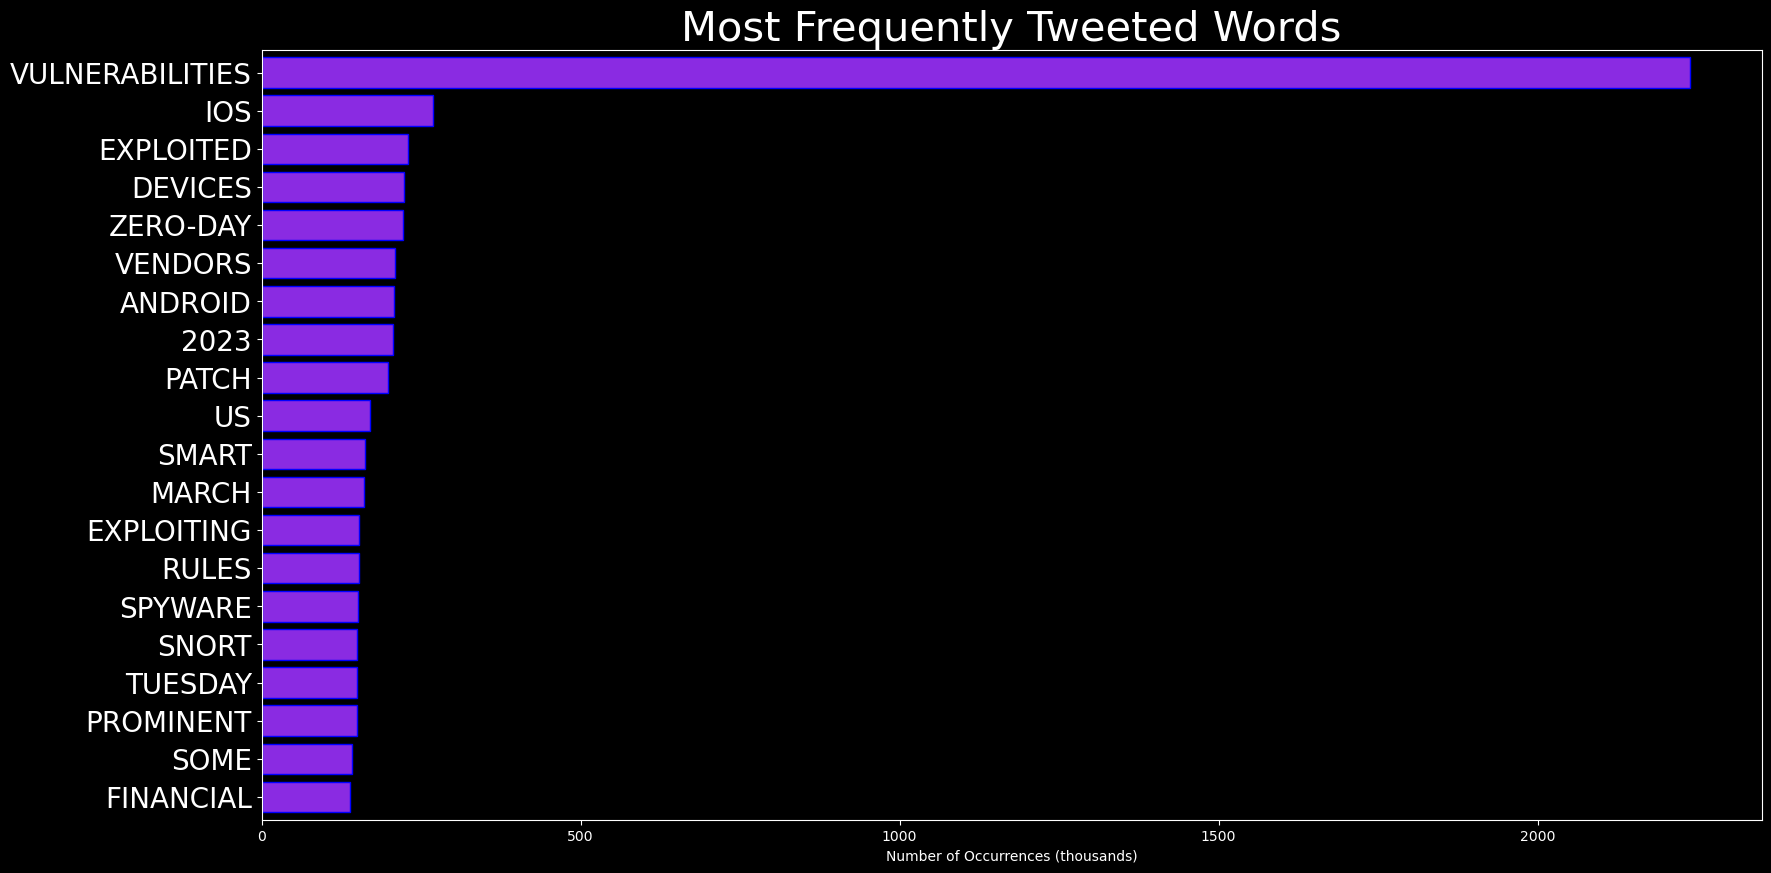 Most Frequently Tweeted Words
VULNERABILITIES
IOS
EXPLOITED
DEVICES
ZERO-DAY
VENDORS
ANDROID
2023
PATCH
US
SMART
MARCH
EXPLOITING
RULES
SPYWARE
SNORT
TUESDAY
PROMINENT
SOME
FINANCIAL
0 500 1000 1500 2000
Number of Occurrences (thousands)